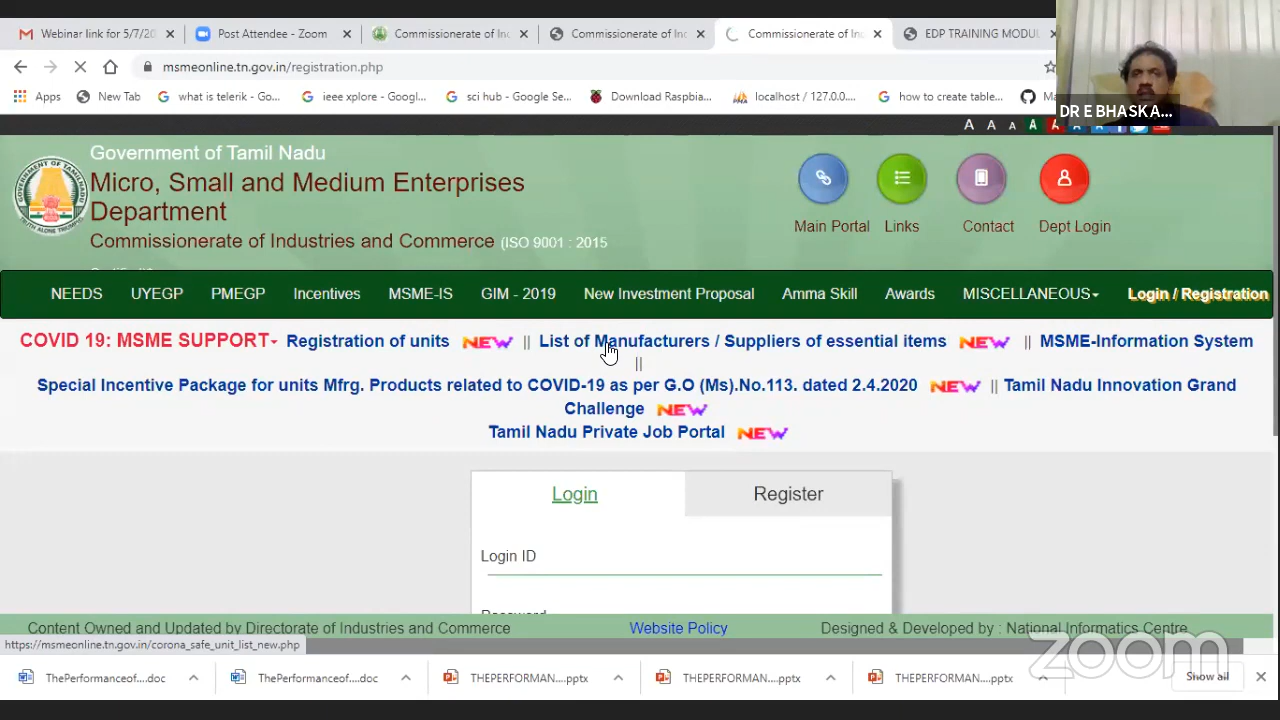 Webinar link for 5/7/20
Post Attendee - Zoom
Commissionerate of Ind
Commissionerate of In
Commissionerate of In
EDP TRAINING MODUL
msmeonline.tn.gov.in/registration.php
Apps
New Tab
what is telerik - Go...
ieee xplore - Googl...
sci hub - Google Se...
Download Raspbia...
localhost / 127.0.0....
how to create table...
DR E BHASKA...
A A A A A
Government of Tamil Nadu
Micro, Small and Medium Enterprises
Department
Commissionerate of Industries and Commerce (ISO 9001 : 2015
Main Portal
Links
Contact
Dept Login
NEEDS
UYEGP
PMEGP
Incentives
MSME-IS
GIM - 2019
New Investment Proposal
Amma Skill
Awards
MISCELLANEOUS
Login / Registration
COVID 19: MSME SUPPORT Registration of units NEW || List of Manufacturers / Suppliers of essential items NEW || MSME-Information System
||
Special Incentive Package for units Mfrg. Products related to COVID-19 as per G.O (Ms).No.113. dated 2.4.2020 NEW || Tamil Nadu Innovation Grand
Challenge NEW
Tamil Nadu Private Job Portal NEW
Login
Register
Login ID
Password
Content Owned and Updated by Directorate of Industries and Commerce
Website Policy
Designed & Developed by : National Informatics Centre
https://msmeonline.tn.gov.in/corona_safe_unit_list_new.php
zoom
ThePerformanceof....doc
ThePerformanceof....doc
THEPERFORMAN....pptx
THEPERFORMAN....pptx
THEPERFORMAN....pptx
Show all